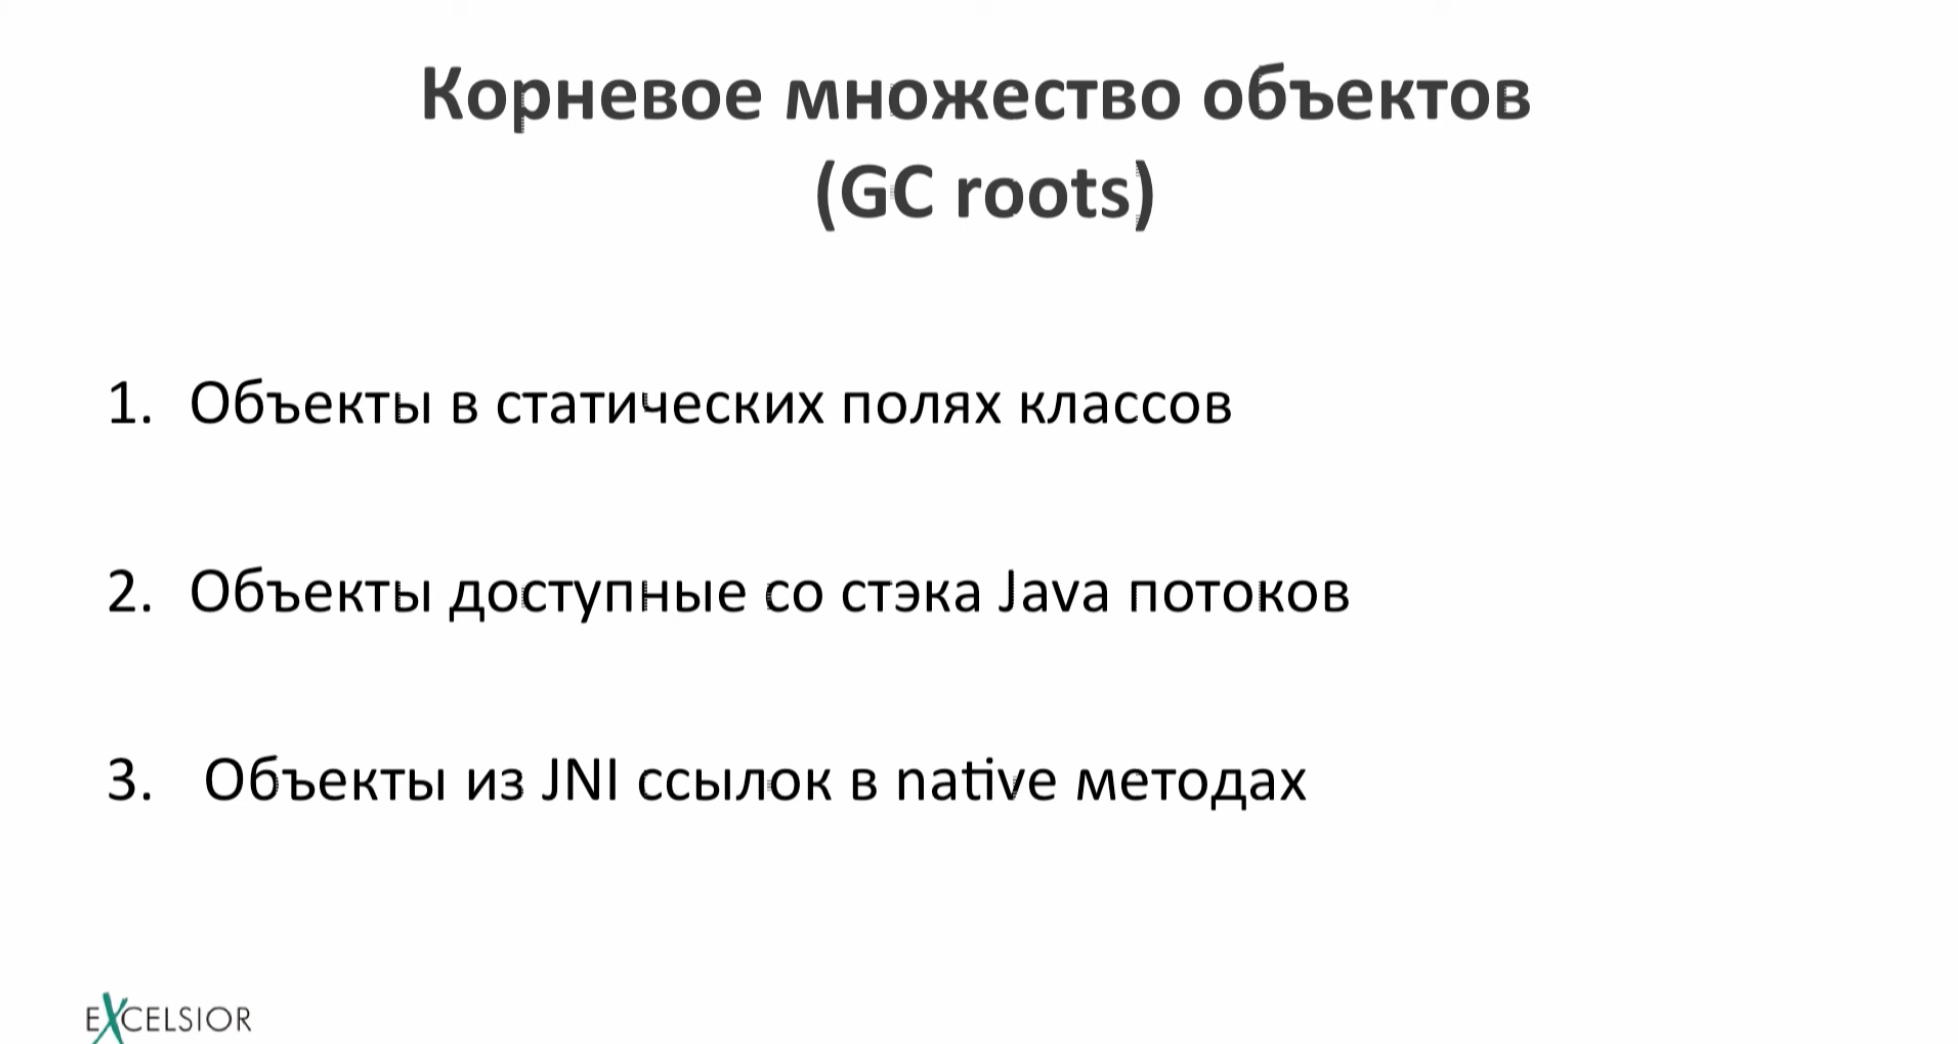 Корневое множество объектов
(GC roots)
1. Объекты в статических полях классов
2. Объекты доступные со стэка Java потоков
3. Объекты из JNI ссылок в native методах
EXCELSIOR